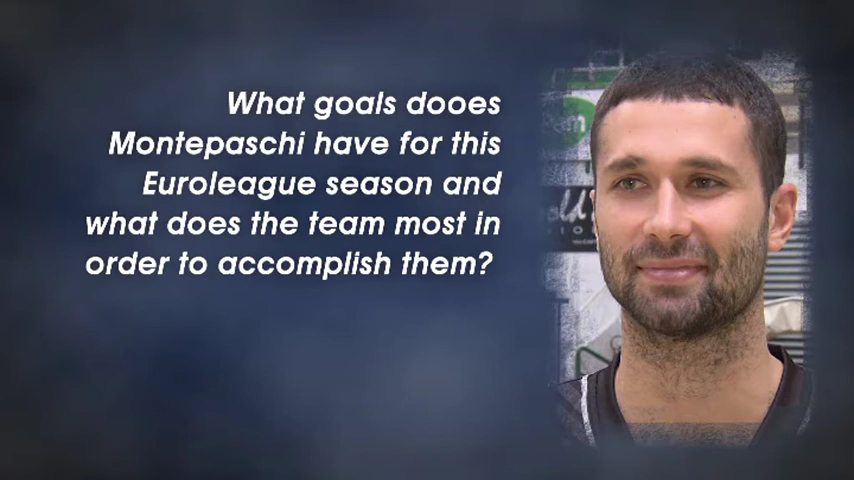 What goals dooes
Montepaschi have for this
Euroleague season and
what does the team most in
order to accomplish them?